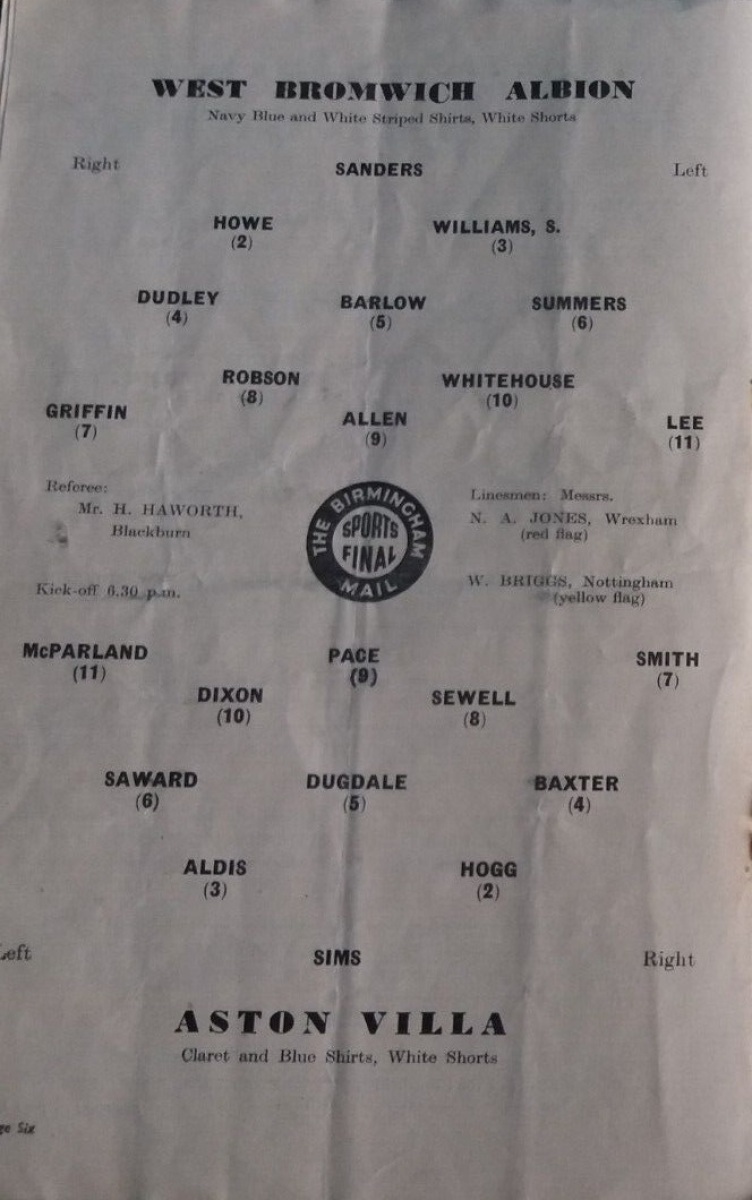 WEST BROMWICH ALBION
Navy Blue and White Striped Shirts, White Shorts
Right SANDERS Left
HOWE WILLIAMS, S.
(2) (3)
DUDLEY BARLOW SUMMERS
(4) (5) (6)
ROBSON WHITEHOUSE
(8) (10)
GRIFFIN ALLEN LEE
(7) (9) (11)
Referee:
Mr. H. HAWORTH,
Blackburn
Kick-off 6.30 p.m.
THE BIRMINGHAM
SPORTS
FINAL
MAIL
Linesmen: Messrs.
N. A. JONES, Wrexham
(red flag)
W. BRIGGS, Nottingham
(yellow flag)
McPARLAND PACE SMITH
(11) (9) (7)
DIXON SEWELL
(10) (8)
SAWARD DUGDALE BAXTER
(6) (5) (4)
ALDIS HOGG
(3) (2)
Left SIMS Right
ASTON VILLA
Claret and Blue Shirts, White Shorts
ge Six